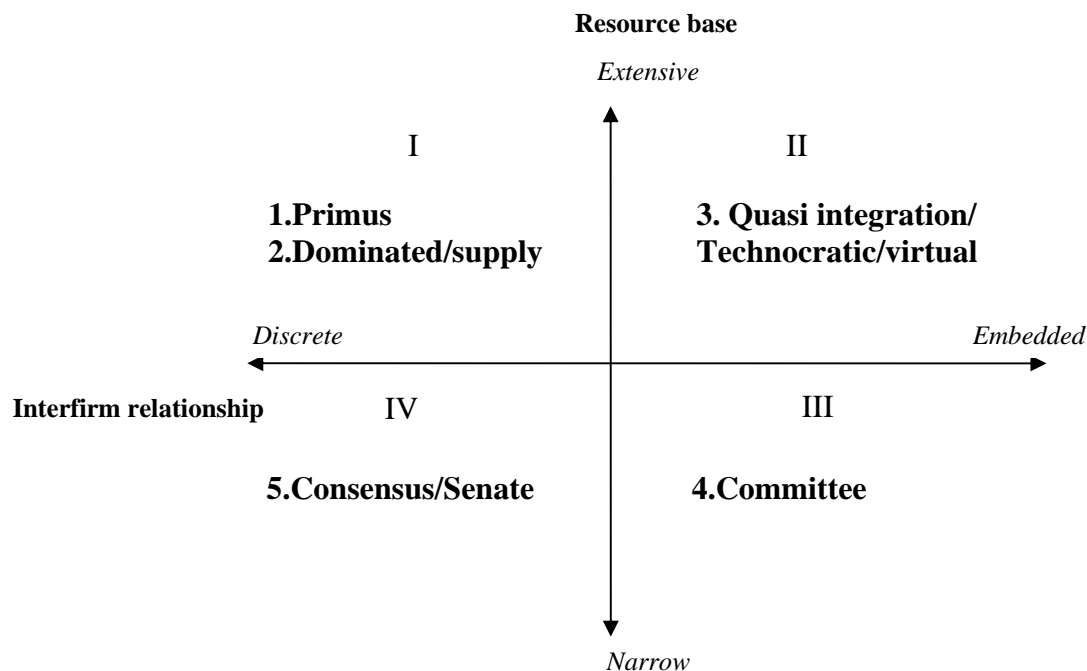 Resource base
Extensive
I
II
1.Primus
2.Dominated/supply
3. Quasi integration/
Technocratic/virtual
Discrete
Embedded
Interfirm relationship
IV
III
5.Consensus/Senate
4.Committee
Narrow